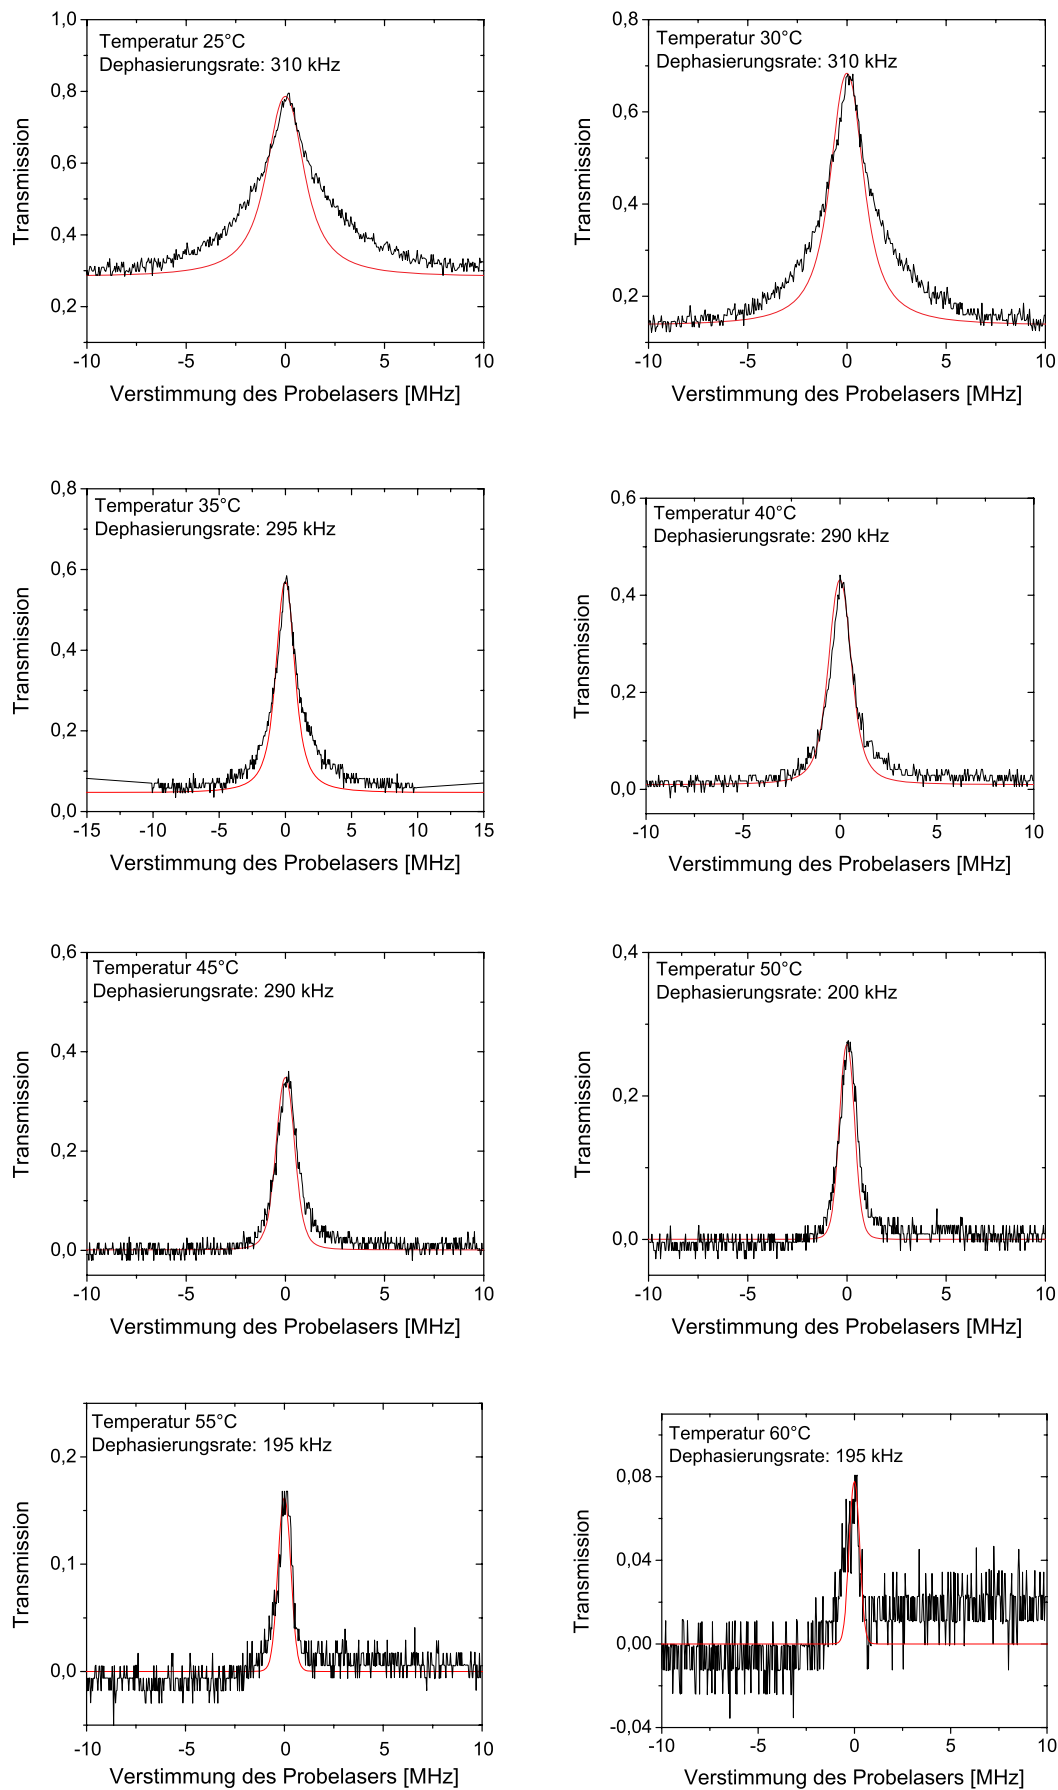 Temperatur 25°C
Dephasierungsrate: 310 kHz
1,0
0,8
0,6
0,4
0,2
Transmission
-10
-5
0
5
10
Verstimmung des Probelasers [MHz]
Temperatur 30°C
Dephasierungsrate: 310 kHz
0,8
0,6
0,4
0,2
Transmission
-10
-5
0
5
10
Verstimmung des Probelasers [MHz]
Temperatur 35°C
Dephasierungsrate: 295 kHz
0,8
0,6
0,4
0,2
0,0
Transmission
-15
-10
-5
0
5
10
15
Verstimmung des Probelasers [MHz]
Temperatur 40°C
Dephasierungsrate: 290 kHz
0,6
0,4
0,2
0,0
Transmission
-10
-5
0
5
10
Verstimmung des Probelasers [MHz]
Temperatur 45°C
Dephasierungsrate: 290 kHz
0,6
0,4
0,2
0,0
Transmission
-10
-5
0
5
10
Verstimmung des Probelasers [MHz]
Temperatur 50°C
Dephasierungsrate: 200 kHz
0,4
0,2
0,0
Transmission
-10
-5
0
5
10
Verstimmung des Probelasers [MHz]
Temperatur 55°C
Dephasierungsrate: 195 kHz
0,2
0,1
0,0
Transmission
-10
-5
0
5
10
Verstimmung des Probelasers [MHz]
Temperatur 60°C
Dephasierungsrate: 195 kHz
0,08
0,04
0,00
-0,04
Transmission
-10
-5
0
5
10
Verstimmung des Probelasers [MHz]